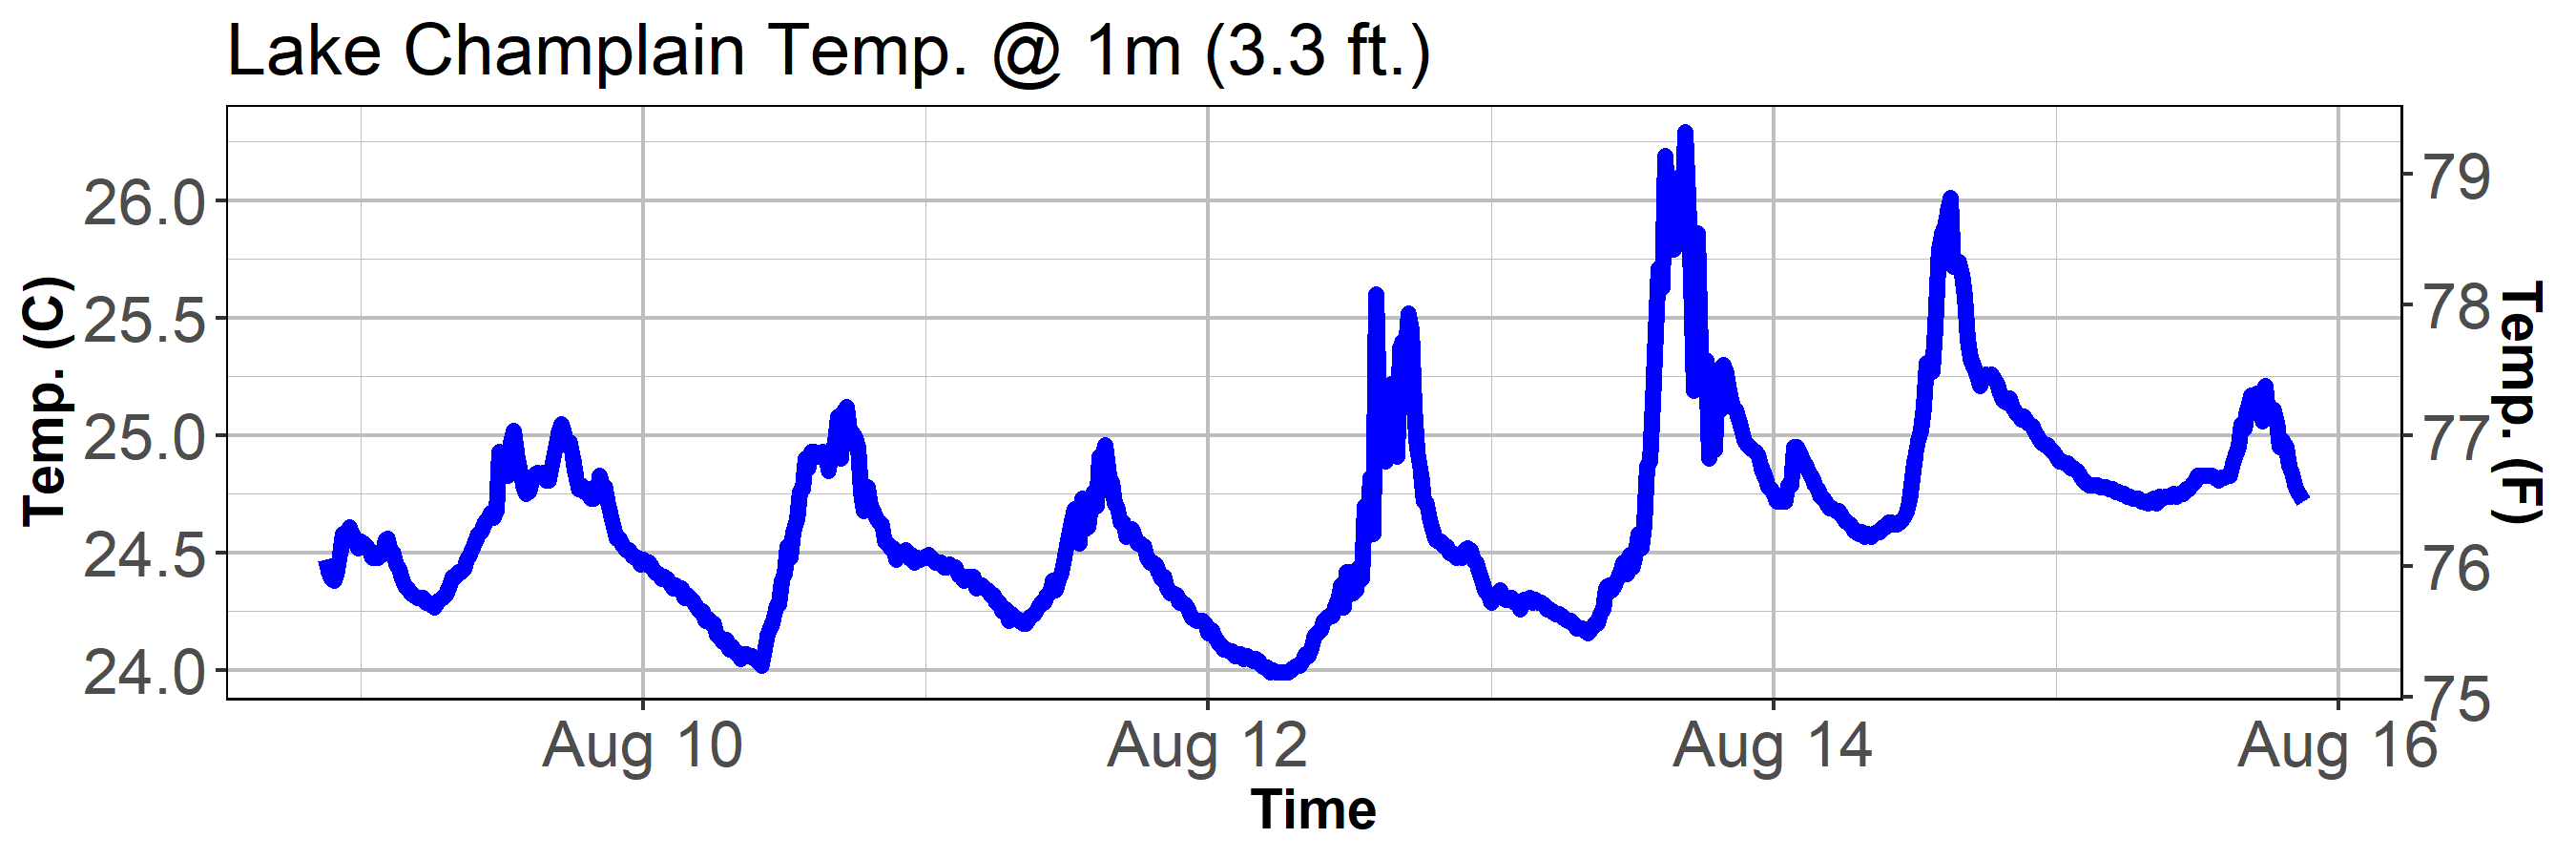 Lake Champlain Temp. @ 1m (3.3 ft.)
Temp. (C)
26.0
25.5
25.0
24.5
24.0
79
78
77
76
75
Temp. (F)
Aug 10 Aug 12 Aug 14 Aug 16
Time